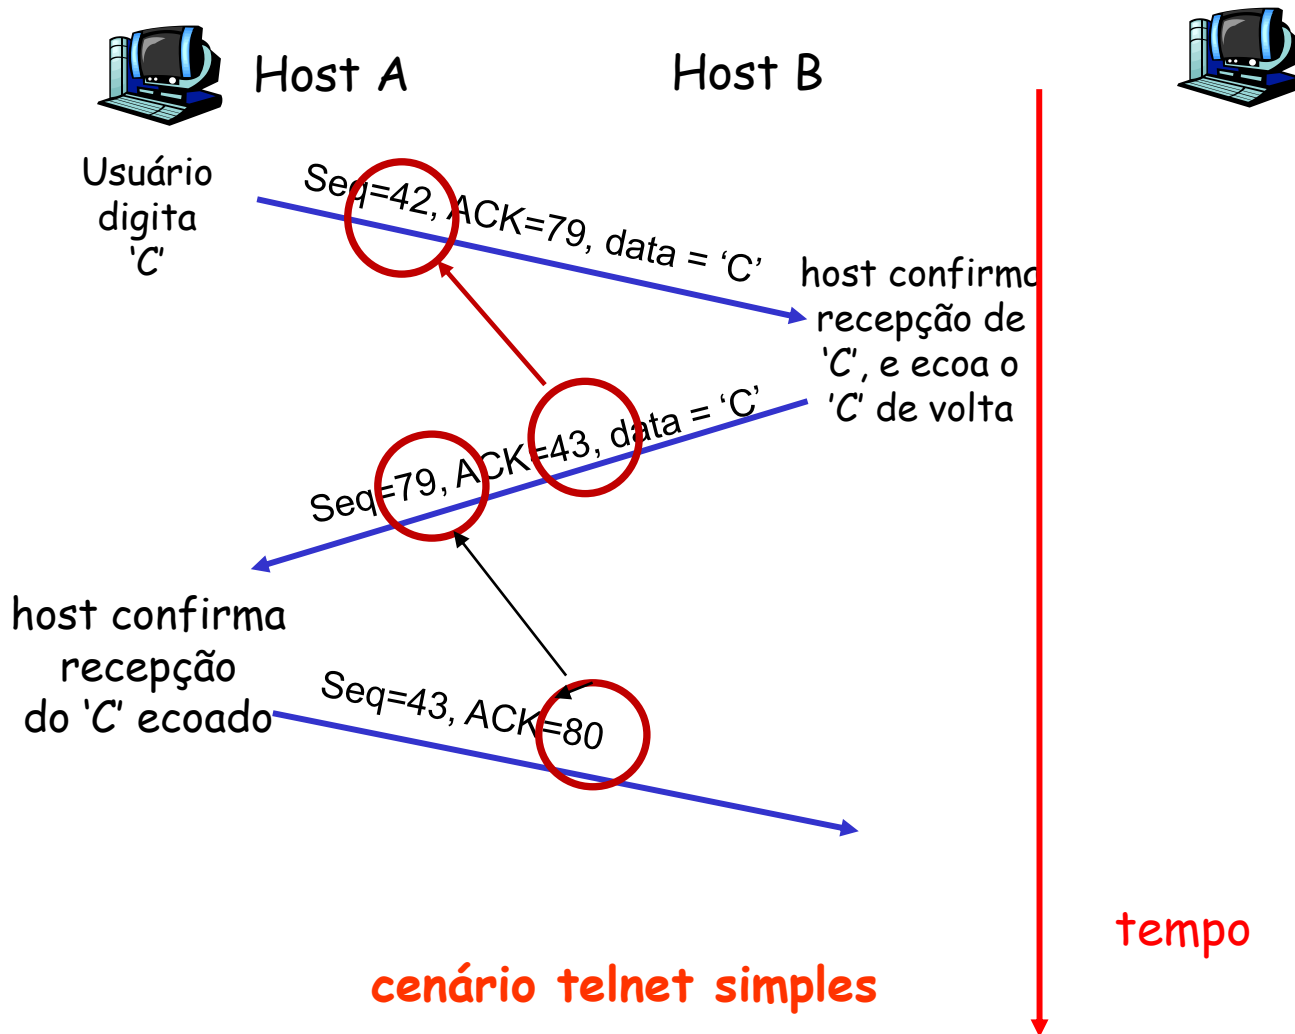 Host A
Host B
Usuário
digita
'C'
Seq=42, ACK=79, data = ‘C’
host confirma
recepção de
'C', e ecoa o
'C' de volta
Seq=79, ACK=43, data = ‘C’
host confirma
recepção
do 'C' ecoado
Seq=43, ACK=80
tempo
cenário telnet simples